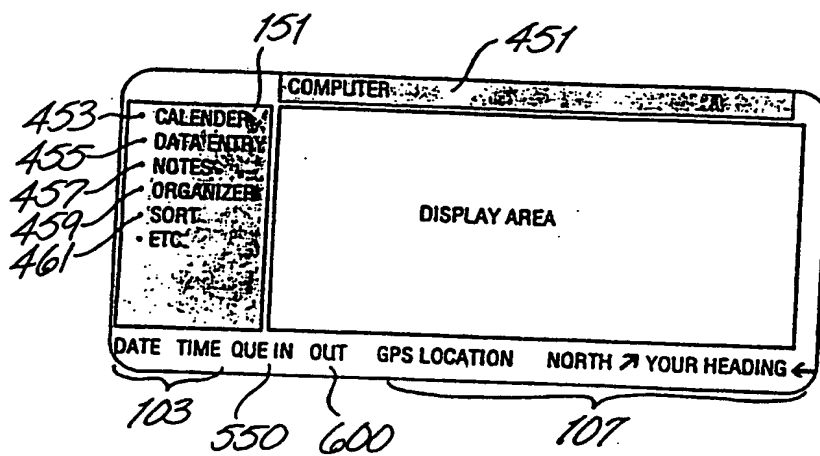 151
451
COMPUTER
453
• CALENDER
455
• DATA ENTRY
457
• NOTES
459
• ORGANIZER
461
• SORT
• ETC.
DISPLAY AREA
DATE TIME QUE IN OUT GPS LOCATION NORTH ↗ YOUR HEADING ←
103 550 600 107